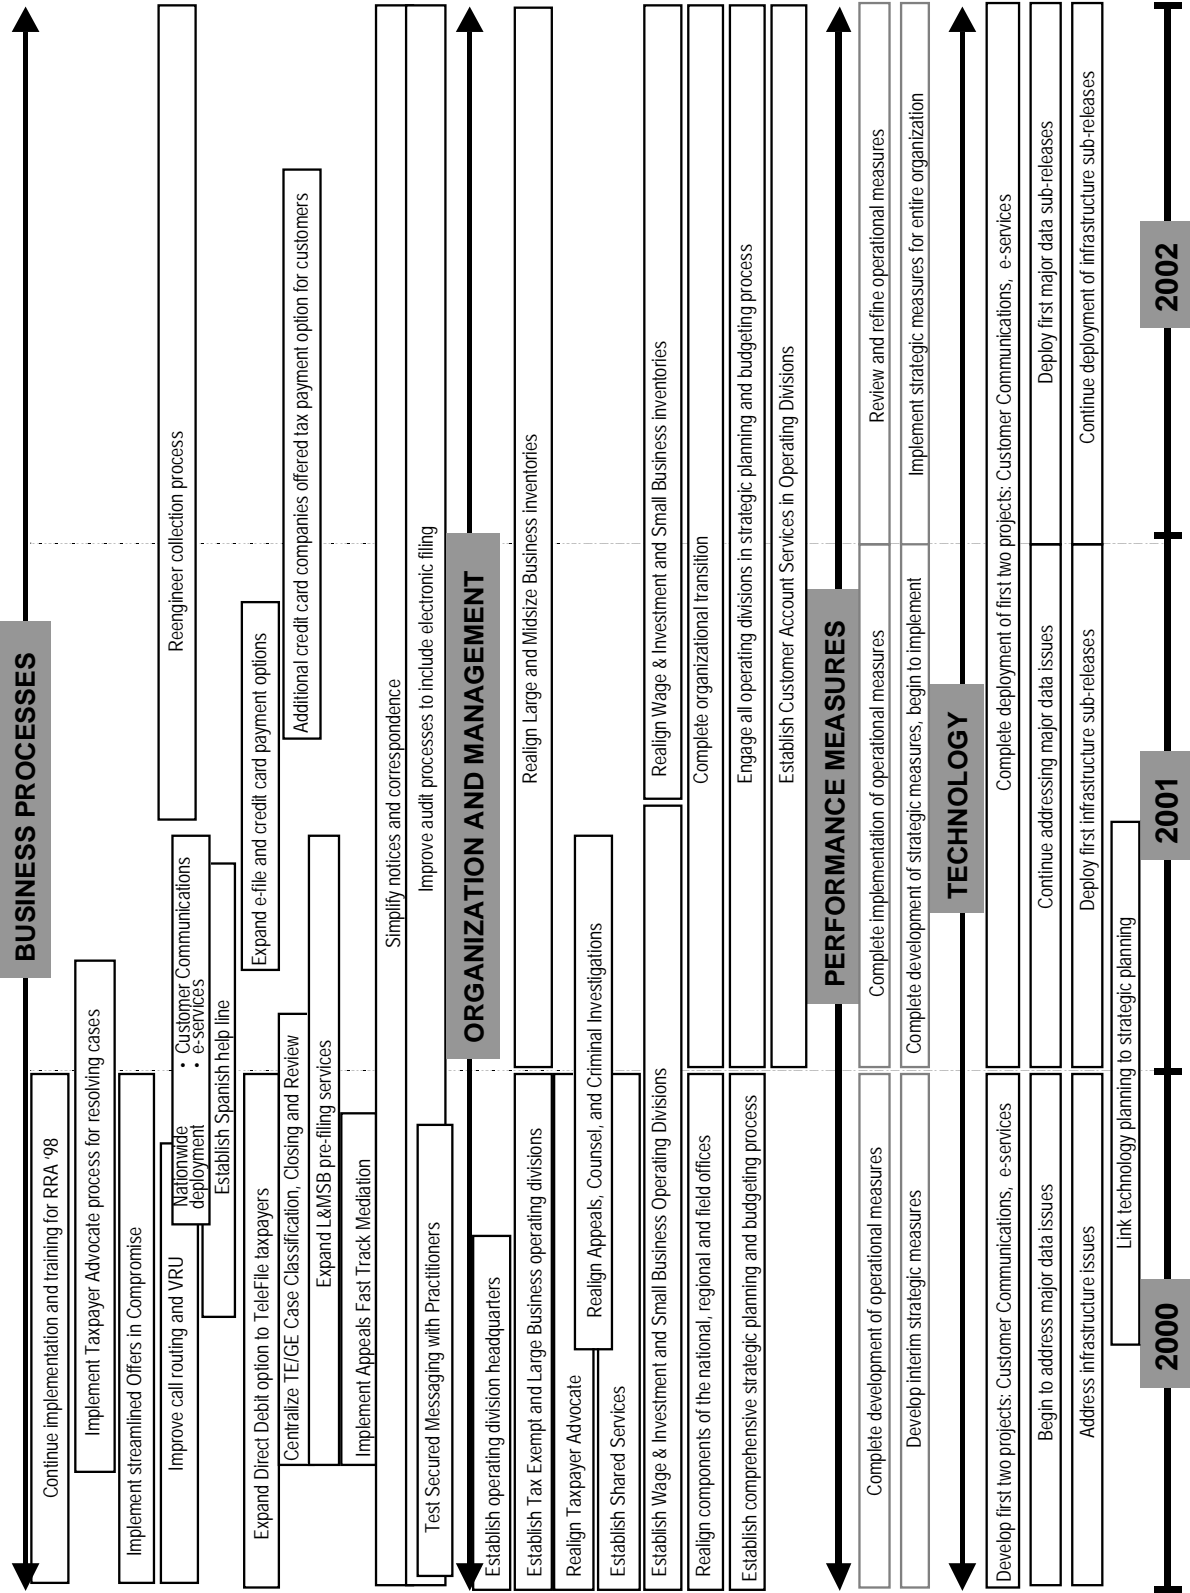 BUSINESS PROCESSES
Continue implementation and training for RRA '98
Implement Taxpayer Advocate process for resolving cases
Implement streamlined Offers in Compromise
Reengineer collection process
Improve call routing and VRU
Nationwide
deployment
• Customer Communications
• e-services
Establish Spanish help line
Expand Direct Debit option to TeleFile taxpayers
Expand e-file and credit card payment options
Centralize TE/GE Case Classification, Closing and Review
Additional credit card companies offered tax payment option for customers
Expand L&MSB pre-filing services
Implement Appeals Fast Track Mediation
Simplify notices and correspondence
Improve audit processes to include electronic filing
Test Secured Messaging with Practitioners
ORGANIZATION AND MANAGEMENT
Establish operating division headquarters
Establish Tax Exempt and Large Business operating divisions
Realign Large and Midsize Business inventories
Realign Taxpayer Advocate
Realign Appeals, Counsel, and Criminal Investigations
Establish Shared Services
Establish Wage & Investment and Small Business Operating Divisions
Realign Wage & Investment and Small Business inventories
Realign components of the national, regional and field offices
Complete organizational transition
Establish comprehensive strategic planning and budgeting process
Engage all operating divisions in strategic planning and budgeting process
Establish Customer Account Services in Operating Divisions
PERFORMANCE MEASURES
Complete development of operational measures
Complete implementation of operational measures
Review and refine operational measures
Develop interim strategic measures
Complete development of strategic measures, begin to implement
Implement strategic measures for entire organization
TECHNOLOGY
Develop first two projects: Customer Communications, e-services
Complete deployment of first two projects: Customer Communications, e-services
Begin to address major data issues
Continue addressing major data issues
Deploy first major data sub-releases
Address infrastructure issues
Deploy first infrastructure sub-releases
Continue deployment of infrastructure sub-releases
Link technology planning to strategic planning
2000
2001
2002